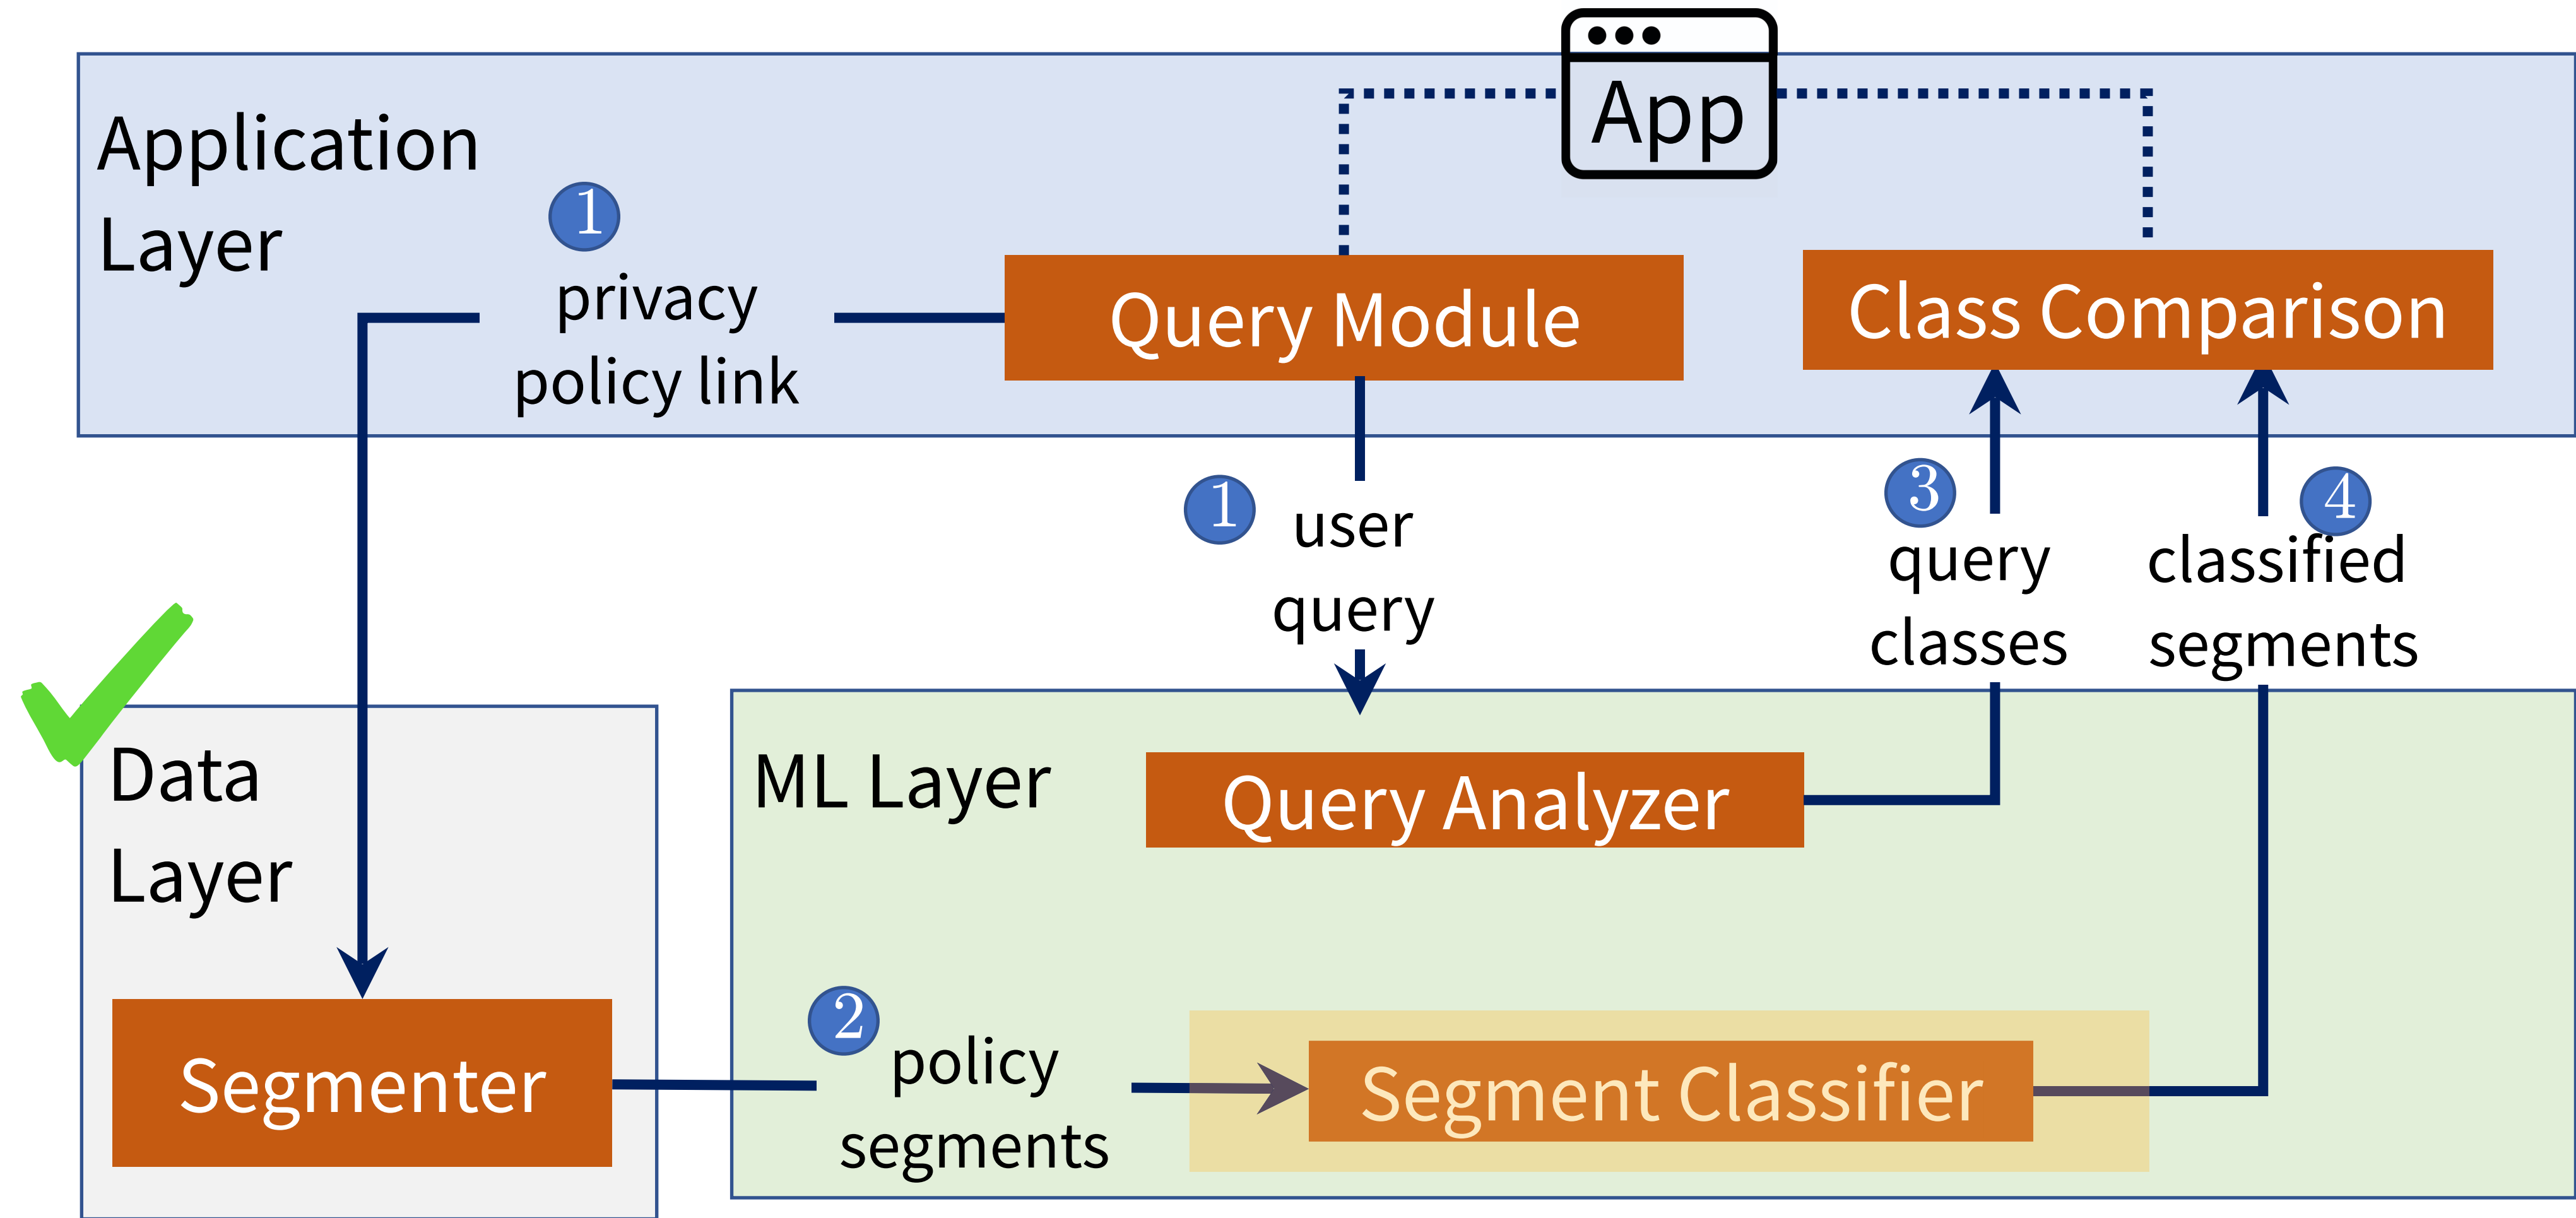 App
Application
Layer
1
privacy
policy link
Query Module
Class Comparison
1
user
query
3
query
classes
4
classified
segments
Data
Layer
ML Layer
Query Analyzer
Segmenter
2
policy
segments
Segment Classifier